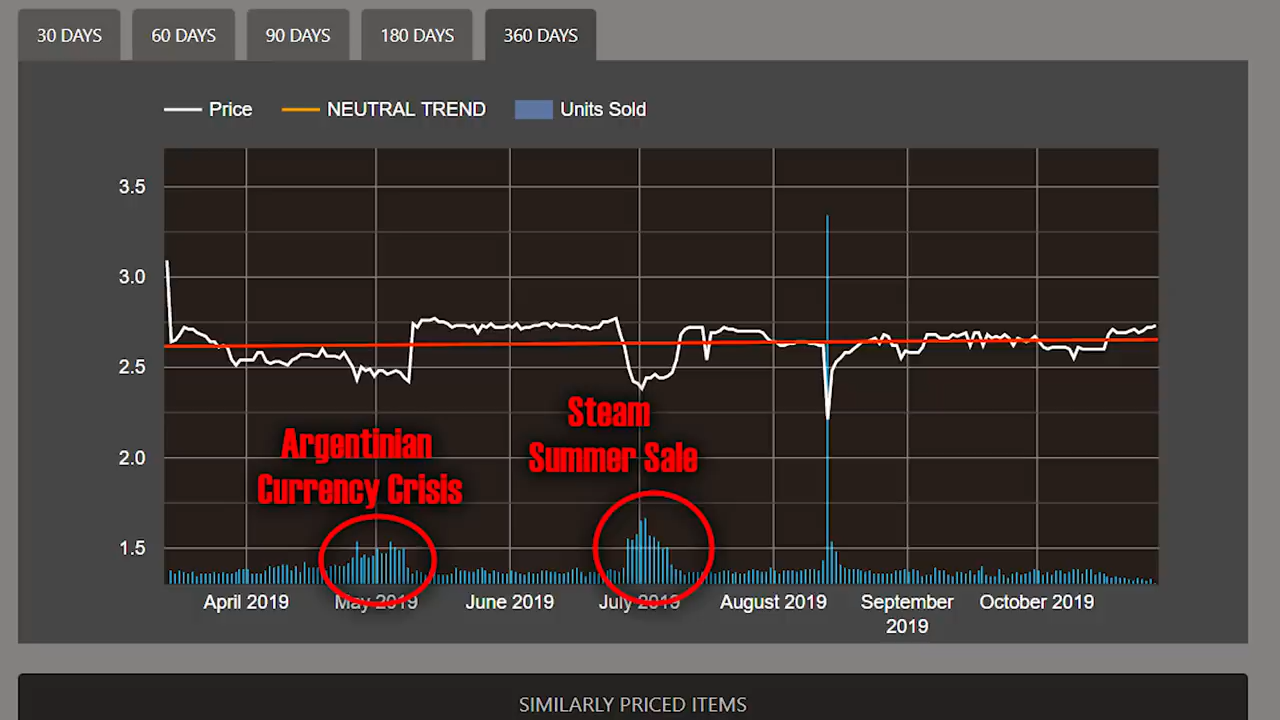 30 DAYS
60 DAYS
90 DAYS
180 DAYS
360 DAYS
Price
NEUTRAL TREND
Units Sold
3.5
3.0
2.5
2.0
1.5
Argentinian
Currency Crisis
Steam
Summer Sale
April 2019
May 2019
June 2019
July 2019
August 2019
September
2019
October 2019
SIMILARLY PRICED ITEMS